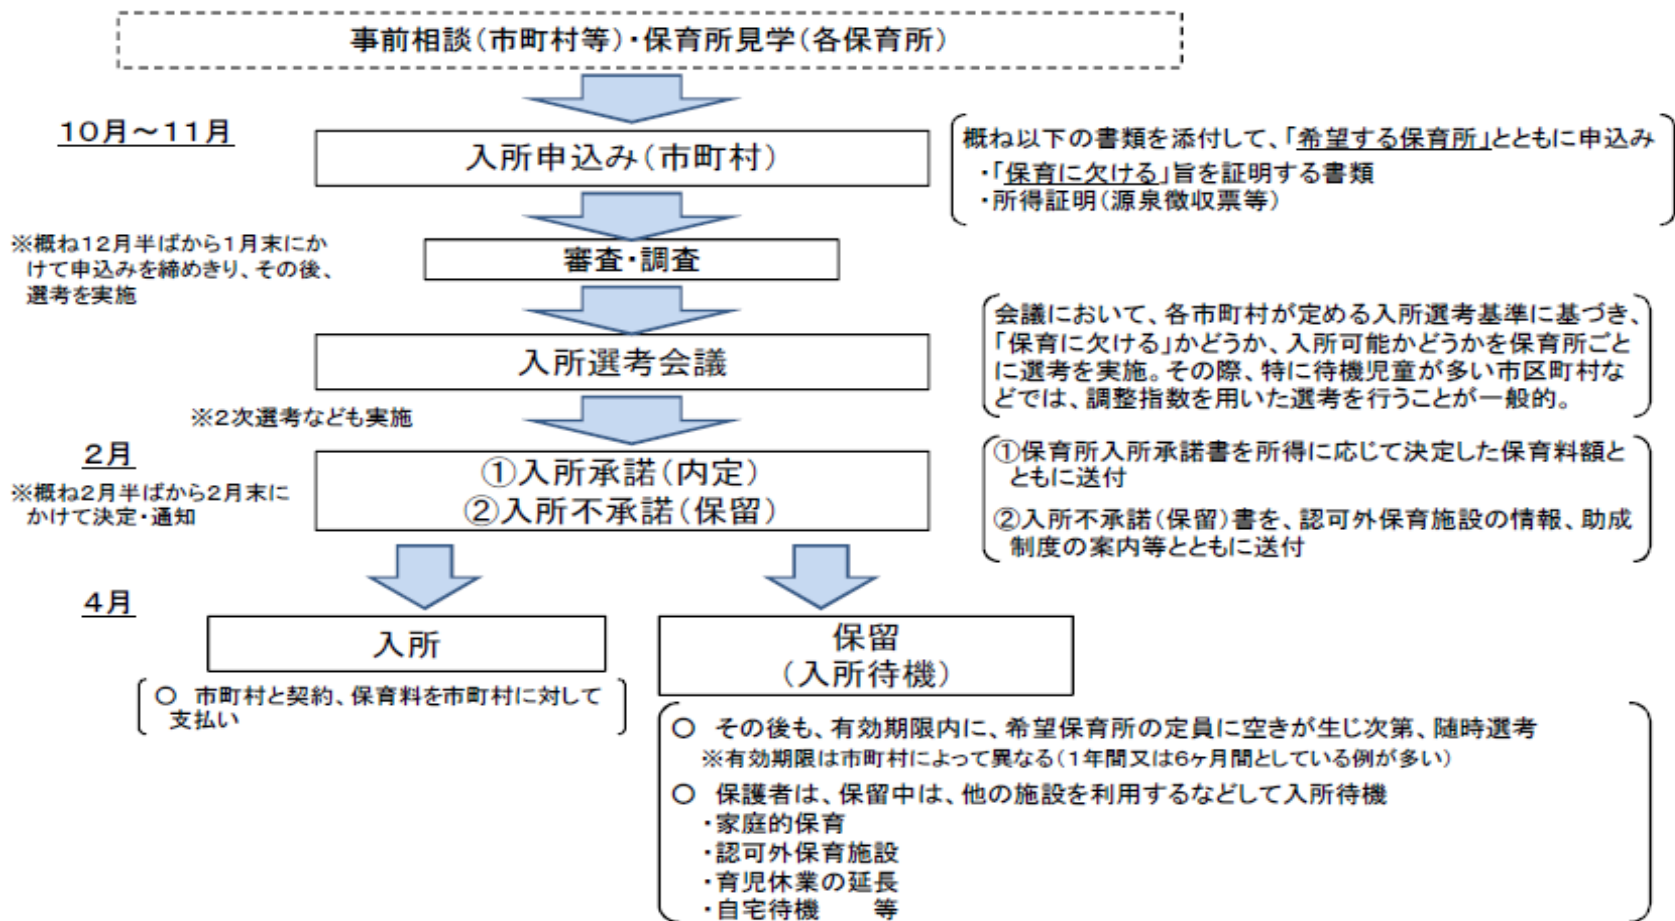 事前相談(市町村等)・保育所見学(各保育所)
10月～11月
入所申込み(市町村)
概ね以下の書類を添付して、「希望する保育所」とともに申込み
・「保育に欠ける」旨を証明する書類
・所得証明(源泉徴収票等)
※概ね12月半ばから1月末にか
けて申込みを締めきり、その後、
選考を実施
審査・調査
入所選考会議
会議において、各市町村が定める入所選考基準に基づき、
「保育に欠ける」かどうか、入所可能かどうかを保育所ごと
に選考を実施。その際、特に待機児童が多い市区町村な
どでは、調整指数を用いた選考を行うことが一般的。
※2次選考なども実施
2月
※概ね2月半ばから2月末に
かけて決定・通知
①入所承諾(内定)
②入所不承諾(保留)
①保育所入所承諾書を所得に応じて決定した保育料額と
ともに送付
②入所不承諾(保留)書を、認可外保育施設の情報、助成
制度の案内等とともに送付
4月
入所
○ 市町村と契約、保育料を市町村に対して
支払い
保留
(入所待機)
○ その後も、有効期限内に、希望保育所の定員に空きが生じ次第、随時選考
※有効期限は市町村によって異なる(1年間又は6ヶ月間としている例が多い)
○ 保護者は、保留中は、他の施設を利用するなどして入所待機
・家庭的保育
・認可外保育施設
・育児休業の延長
・自宅待機 等